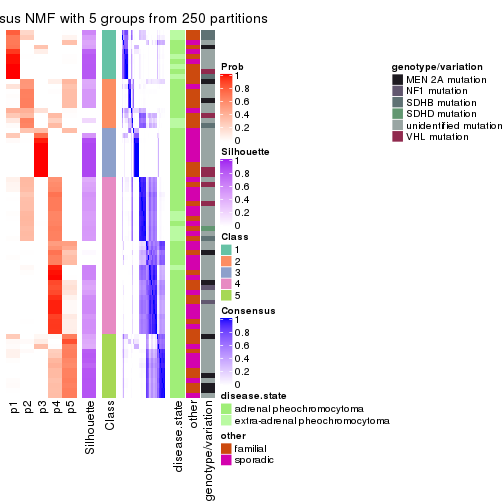 sus NMF with 5 groups from 250 partitions
Prob
1
0.8
0.6
0.4
0.2
0
Silhouette
1
0.8
0.6
0.4
0.2
0
Class
1
2
3
4
5
Consensus
1
0.8
0.6
0.4
0.2
0
disease.state
adrenal pheochromocytoma
extra-adrenal pheochromocytoma
other
familial
sporadic
genotype/variation
MEN 2A mutation
NF1 mutation
SDHB mutation
SDHD mutation
unidentified mutation
VHL mutation
p1
p2
p3
p4
p5
Silhouette
Class
disease.state
other
genotype/variation